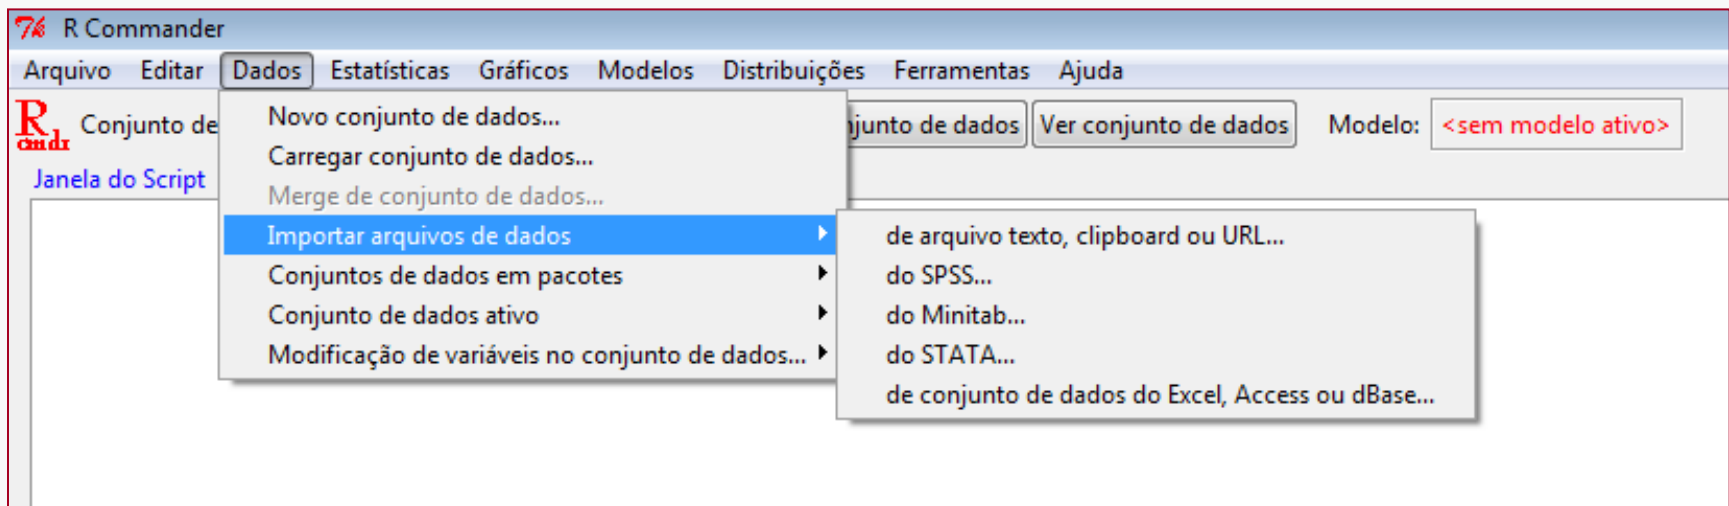 R Commander
Arquivo Editar Dados Estatísticas Gráficos Modelos Distribuições Ferramentas Ajuda
R cmdr Conjunto de junto de dados Ver conjunto de dados Modelo: <sem modelo ativo>
Janela do Script
Novo conjunto de dados...
Carregar conjunto de dados...
Merge de conjunto de dados...
Importar arquivos de dados
Conjuntos de dados em pacotes
Conjunto de dados ativo
Modificação de variáveis no conjunto de dados...
de arquivo texto, clipboard ou URL...
do SPSS...
do Minitab...
do STATA...
de conjunto de dados do Excel, Access ou dBase...